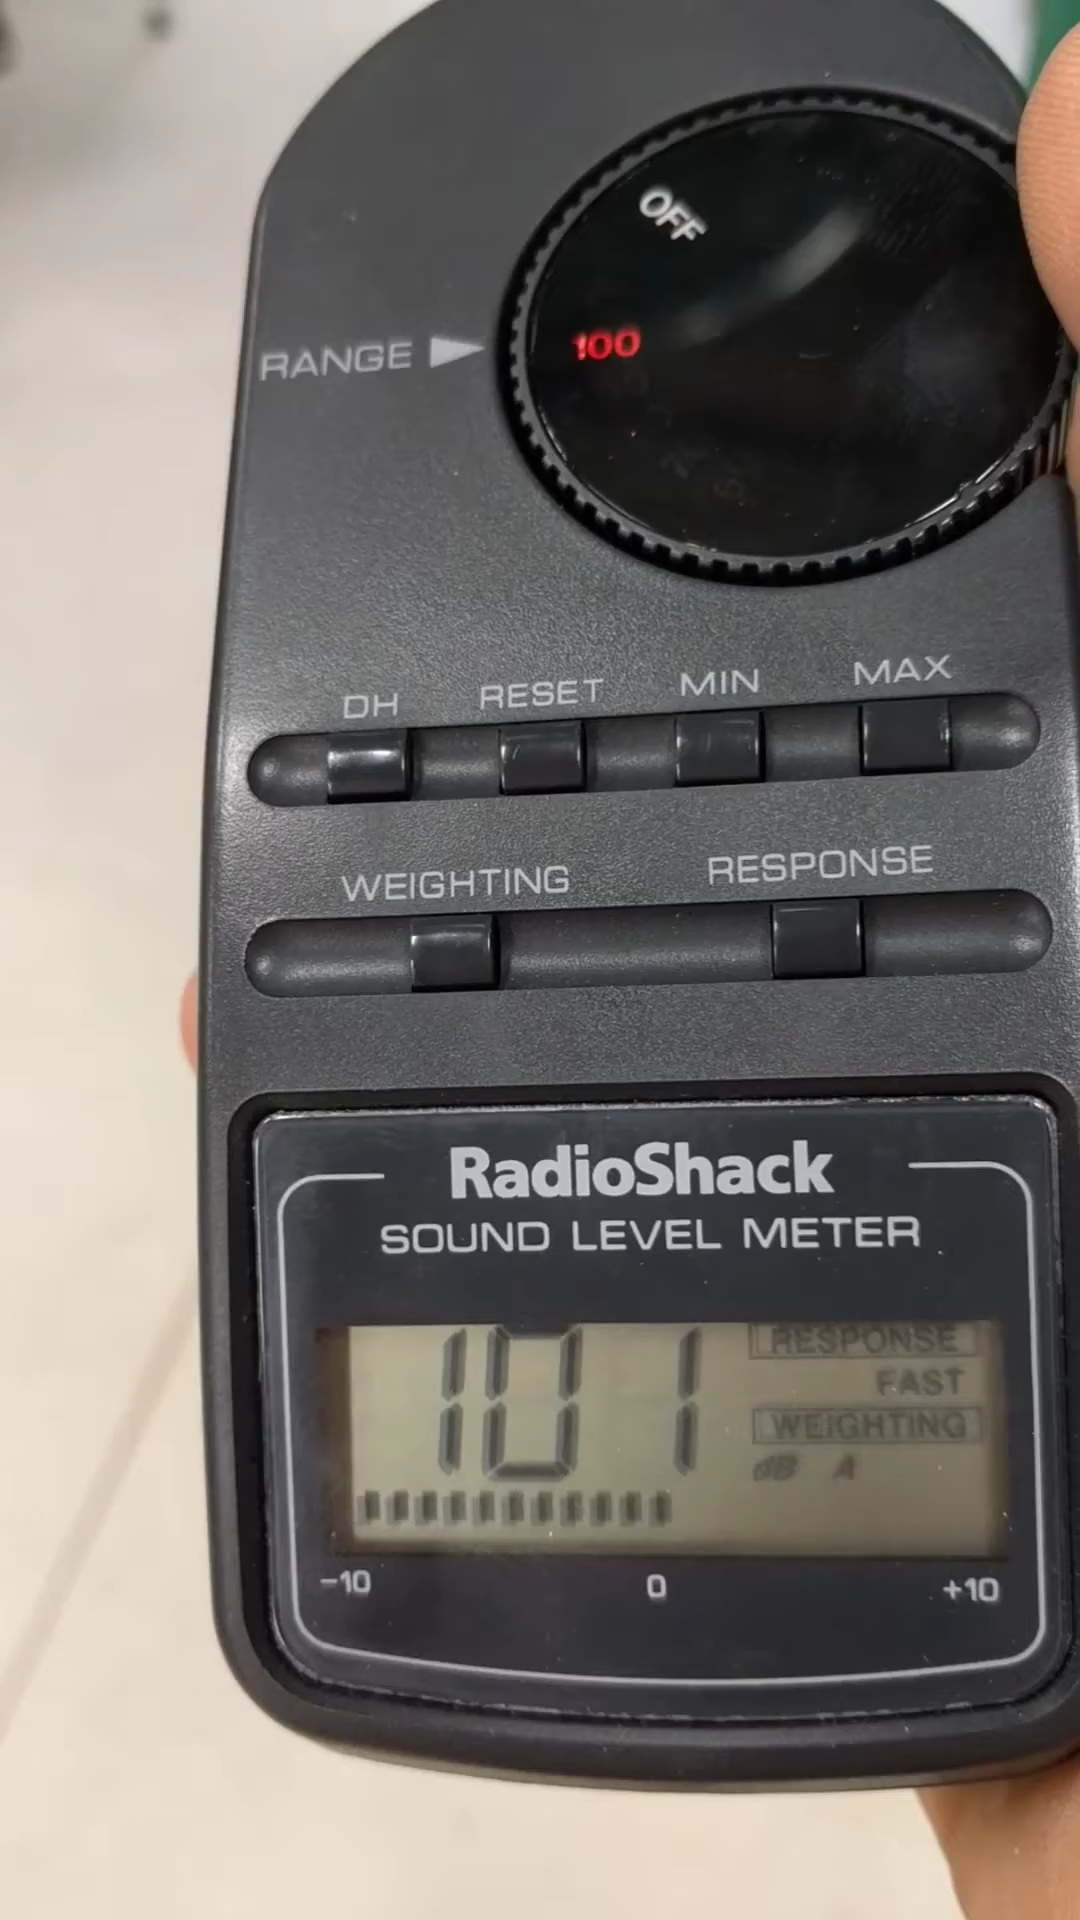 OFF
RANGE
100
DH RESET MIN MAX
WEIGHTING RESPONSE
RadioShack
SOUND LEVEL METER
101
RESPONSE
FAST
WEIGHTING
dB A
-10 0 +10